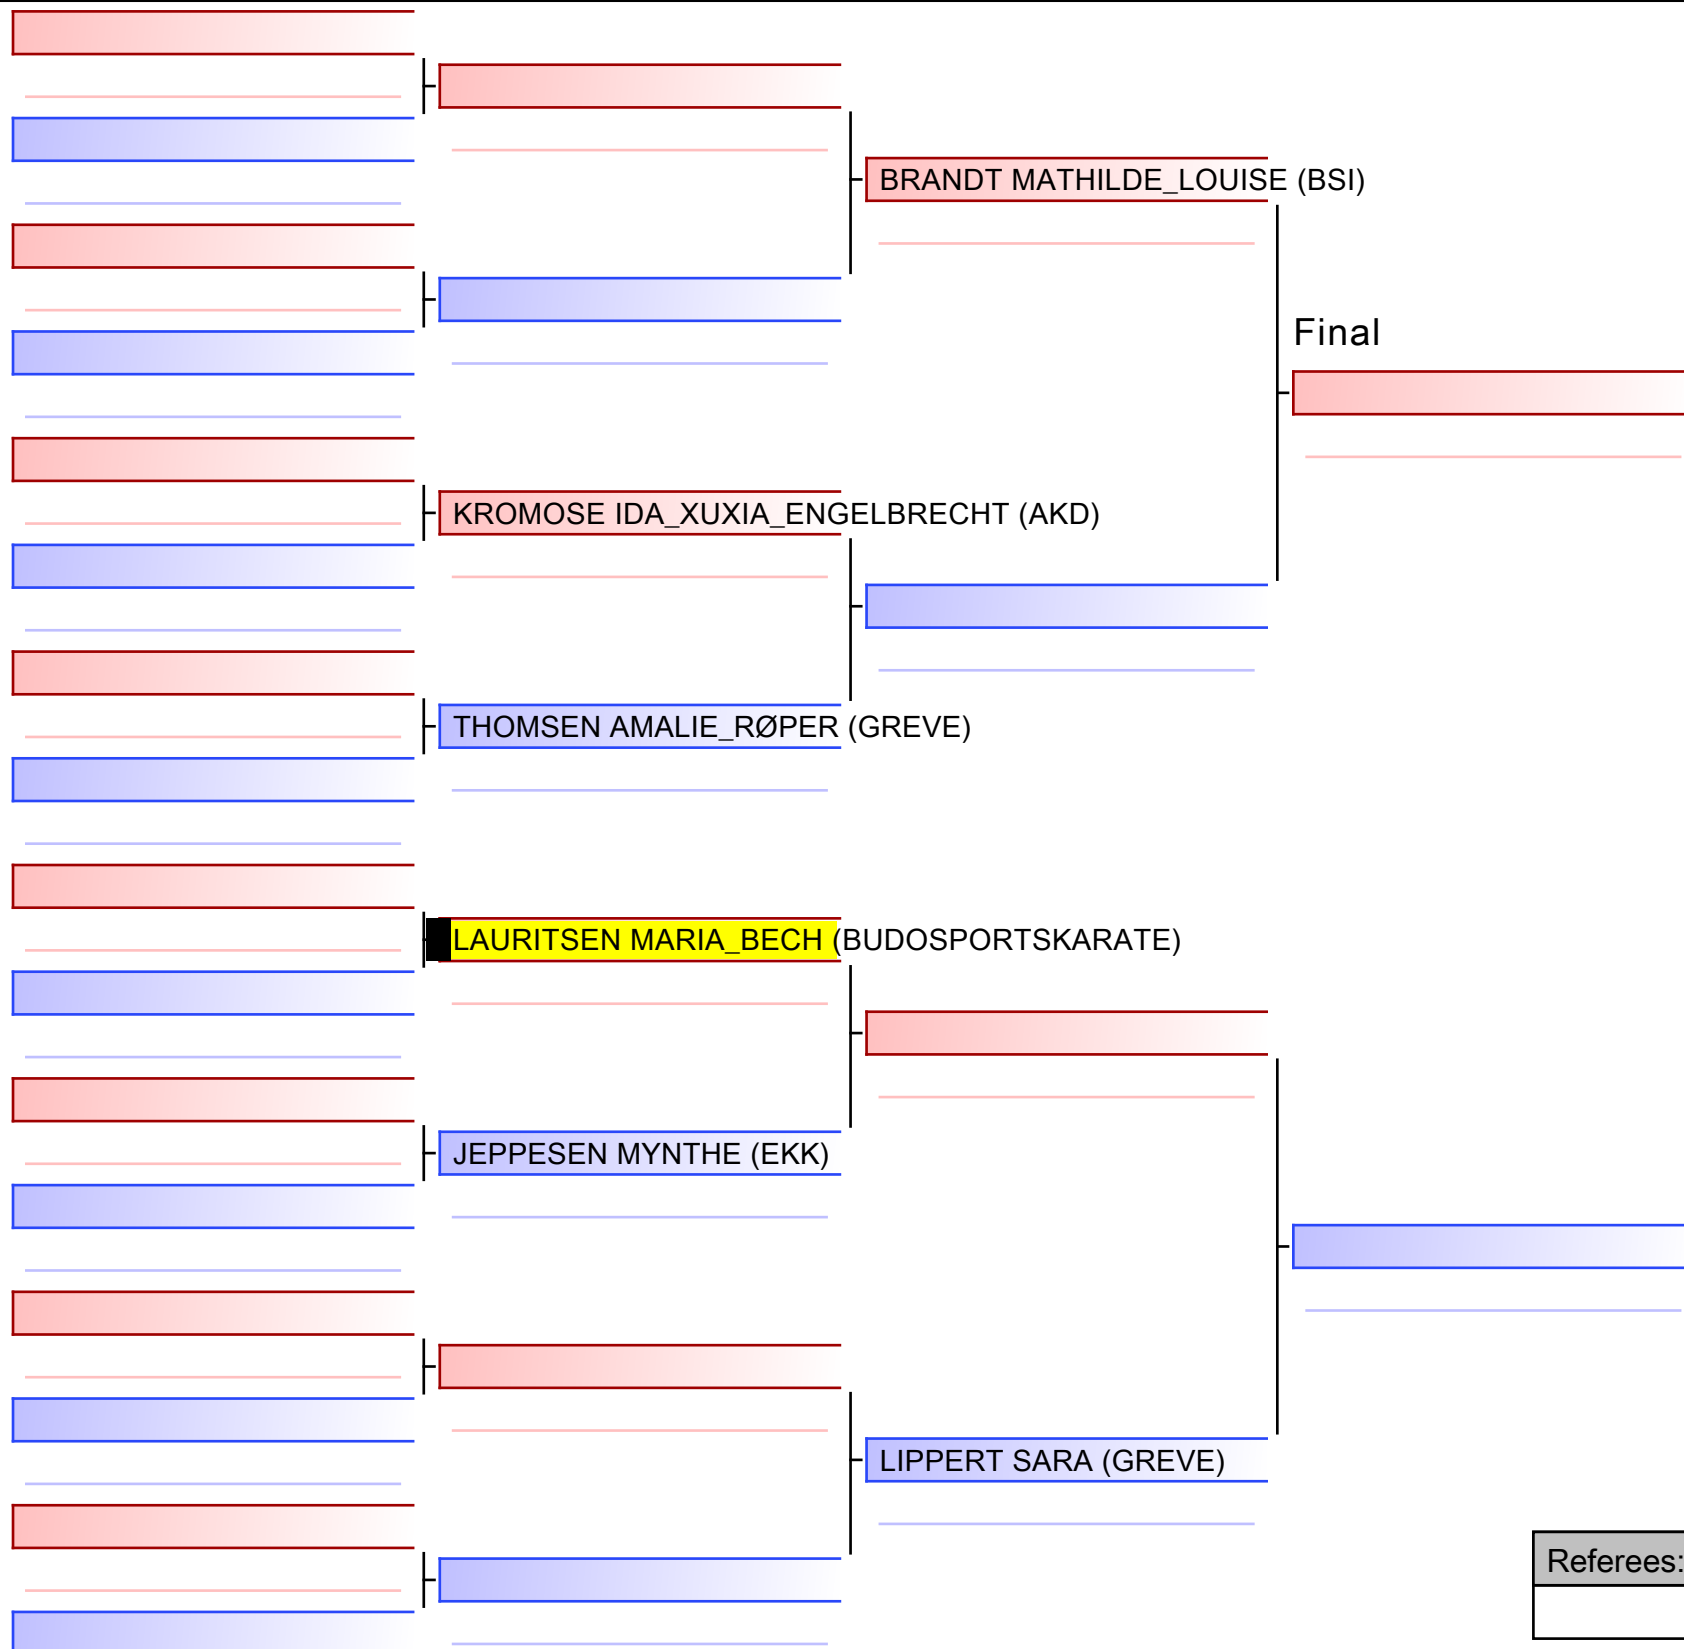 BRANDT MATHILDE_LOUISE (BSI)
Final
KROMOSE IDA_XUXIA_ENGELBRECHT (AKD)
THOMSEN AMALIE_RØPER (GREVE)
LAURITSEN MARIA_BECH (BUDOSPORTSKARATE)
JEPPESEN MYNTHE (EKK)
LIPPERT SARA (GREVE)
Referees: